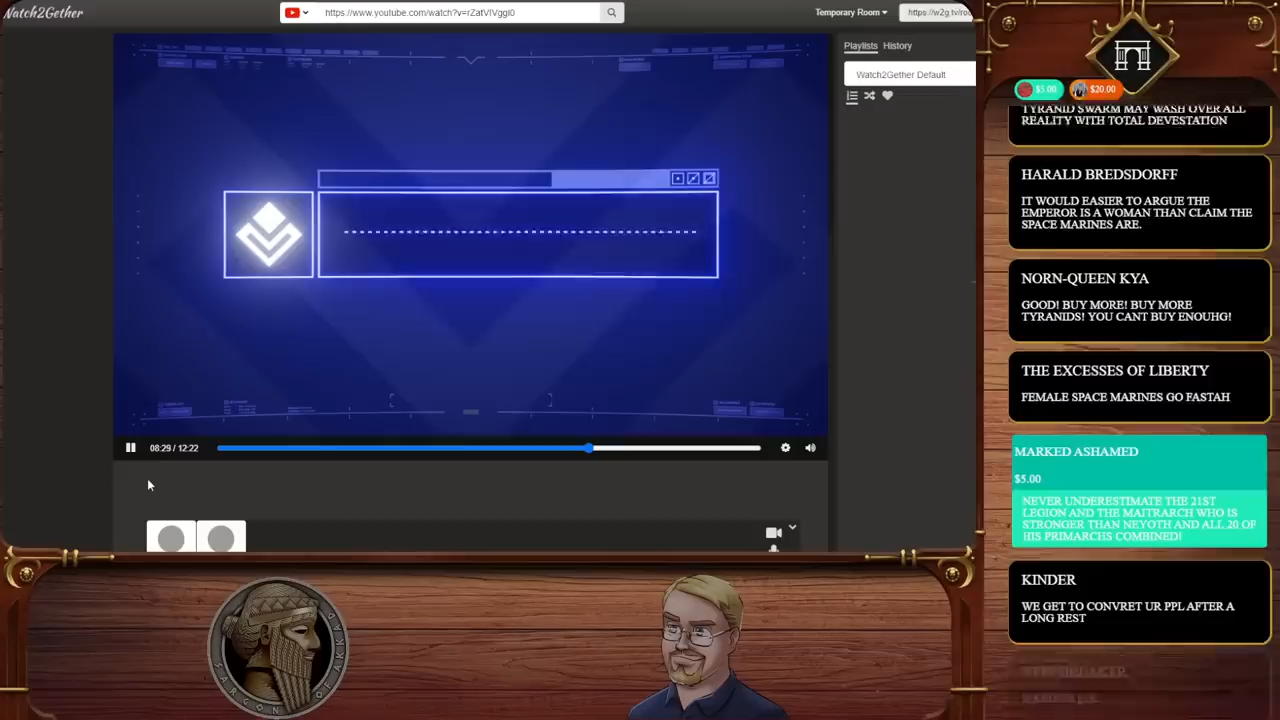 Watch2Gether
https://www.youtube.com/watch?v=rZatVlVggI0
Temporary Room
https://w2g.tv/roo
Playlists History
Watch2Gether Default
08:29 / 12:22
$5.00
$20.00
TYRANID SWARM MAY WASH OVER ALL
REALITY WITH TOTAL DEVESTATION
HARALD BREDSDORFF
IT WOULD EASIER TO ARGUE THE
EMPEROR IS A WOMAN THAN CLAIM THE
SPACE MARINES ARE.
NORN-QUEEN KYA
GOOD! BUY MORE! BUY MORE
TYRANIDS! YOU CANT BUY ENOUHG!
THE EXCESSES OF LIBERTY
FEMALE SPACE MARINES GO FASTAH
MARKED ASHAMED
$5.00
NEVER UNDERESTIMATE THE 21ST
LEGION AND THE MAJTRARCH WHO IS
STRONGER THAN NEYOTH AND ALL 20 OF
HIS PRIMARCHS COMBINED!
KINDER
WE GET TO CONVRET UR PPL AFTER A
LONG REST
SARGON OF AKKAD